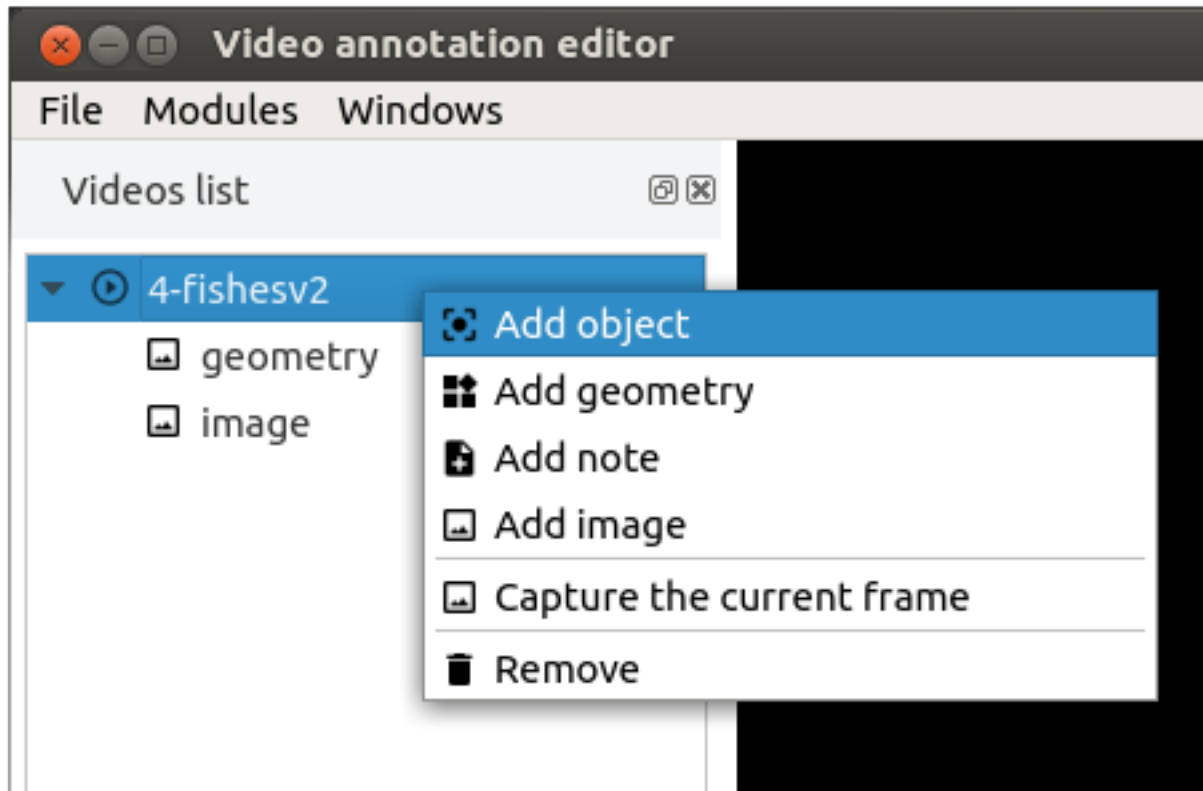 Video annotation editor
File Modules Windows
Videos list
4-fishesv2
geometry
image
Add object
Add geometry
Add note
Add image
Capture the current frame
Remove